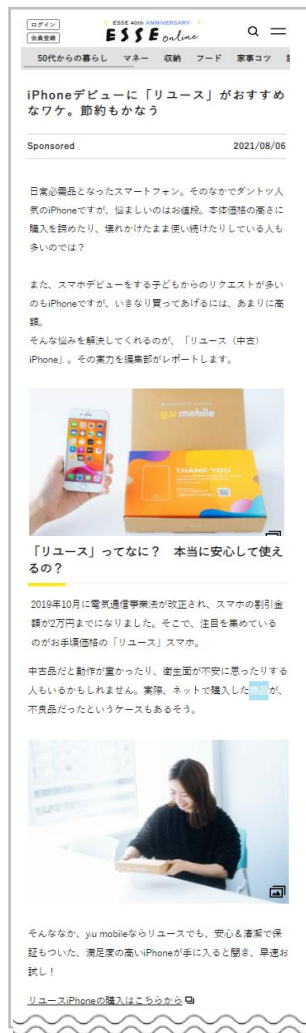 ログイン
会員登録
ESSE 40th ANNIVERSARY
ESSE online
50代からの暮らし マネー 収納 フード 家事コツ
iPhoneデビューに「リユース」がおすすめ
なワケ。節約もかなう
Sponsored 2021/08/06
日常必需品となったスマートフォン。そのなかでダントツ人
気のiPhoneですが、悩ましいのはお値段。本体価格の高さに
購入を諦めたり、壊れかけたまま使い続けたりしている人も
多いのでは？
また、スマホデビューをする子どもからのリクエストが多い
のもiPhoneですが、いきなり買ってあげるには、あまりに高
額。
そんな悩みを解決してくれるのが、「リユース（中古）
iPhone」。その実力を編集部がレポートします。
y.u mobile
THANK YOU
「リユース」ってなに？ 本当に安心して使え
るの？
2019年10月に電気通信事業法が改正され、スマホの割引金
額が2万円までになりました。そこで、注目を集めている
のがお手頃価格の「リユース」スマホ。
中古品だと動作が重かったり、衛生面が不安に思ったりする
人もいるかもしれません。実際、ネットで購入した商品が、
不良品だったというケースもあるそう。
そんななか、y.u mobileならリユースでも、安心＆清潔で保
証もついた、満足度の高いiPhoneが手に入ると聞き、早速お
試し！
リユースiPhoneの購入はこちらから